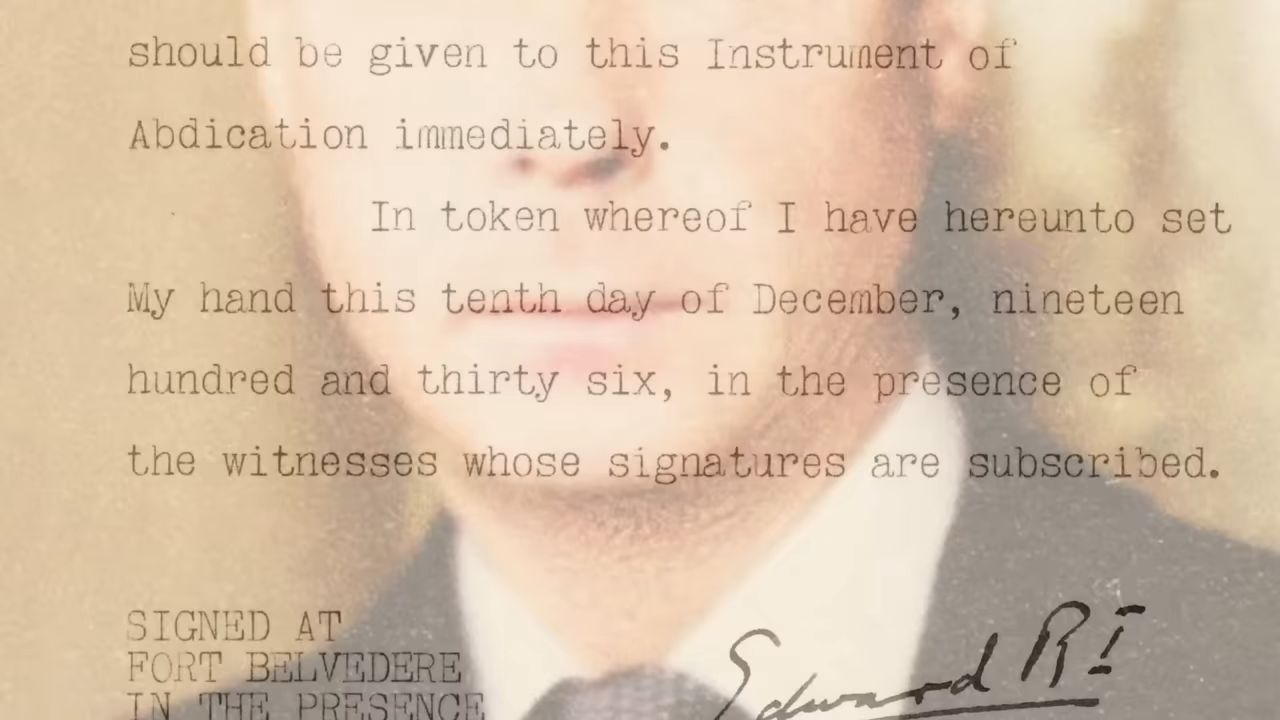 should be given to this Instrument of
Abdication immediately.
In token whereof I have hereunto set
My hand this tenth day of December, nineteen
hundred and thirty six, in the presence of
the witnesses whose signatures are subscribed.
SIGNED AT
FORT BELVEDERE
IN THE PRESENCE
Edward RI